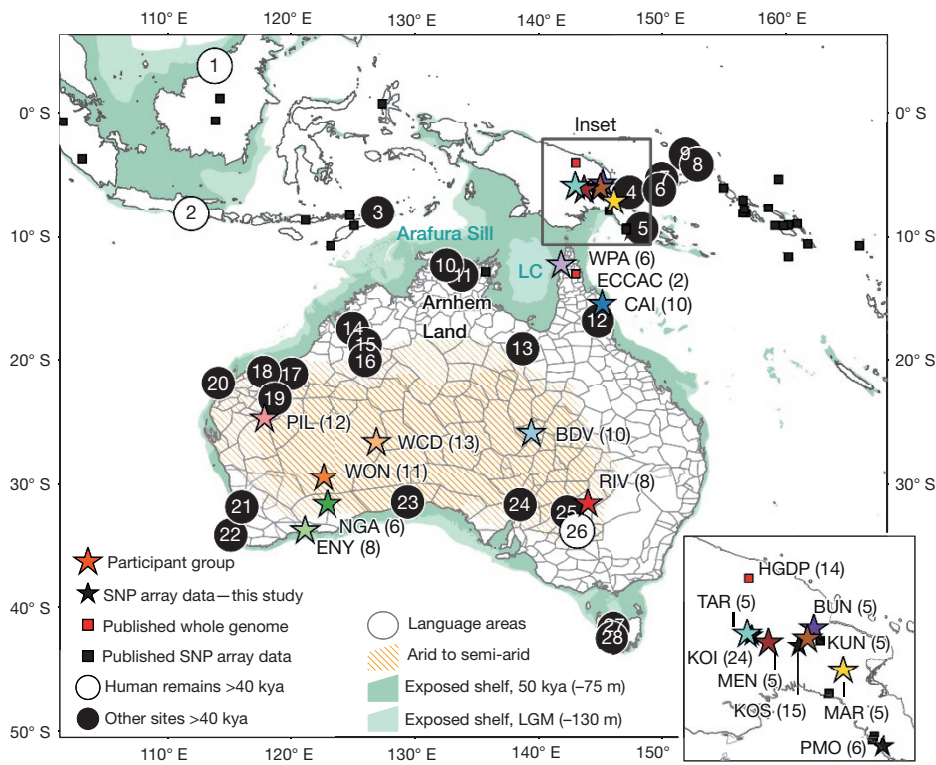 110° E 120° E 130° E 140° E 150° E 160° E
1
0° S 0° S
Inset
2
3
4
5
6
7
8
9
10° S 10° S
Arafura Sill
LC
WPA (6)
ECCAC (2)
CAI (10)
10
11
Arnhem
Land
12
13
14
15
16
20° S 20° S
17
18
19
20
PIL (12)
WCD (13)
BDV (10)
WON (11)
RIV (8)
30° S 30° S
21
22
23
24
25
26
NGA (6)
ENY (8)
27
28
Participant group
SNP array data—this study
Published whole genome
Published SNP array data
Human remains >40 kya
Other sites >40 kya
Language areas
Arid to semi-arid
Exposed shelf, 50 kya (–75 m)
Exposed shelf, LGM (–130 m)
40° S
50° S
110° E 120° E 130° E 140° E 150°
HGDP (14)
TAR (5)
BUN (5)
KUN (5)
KOI (24)
MEN (5)
KOS (15)
MAR (5)
PMO (6)